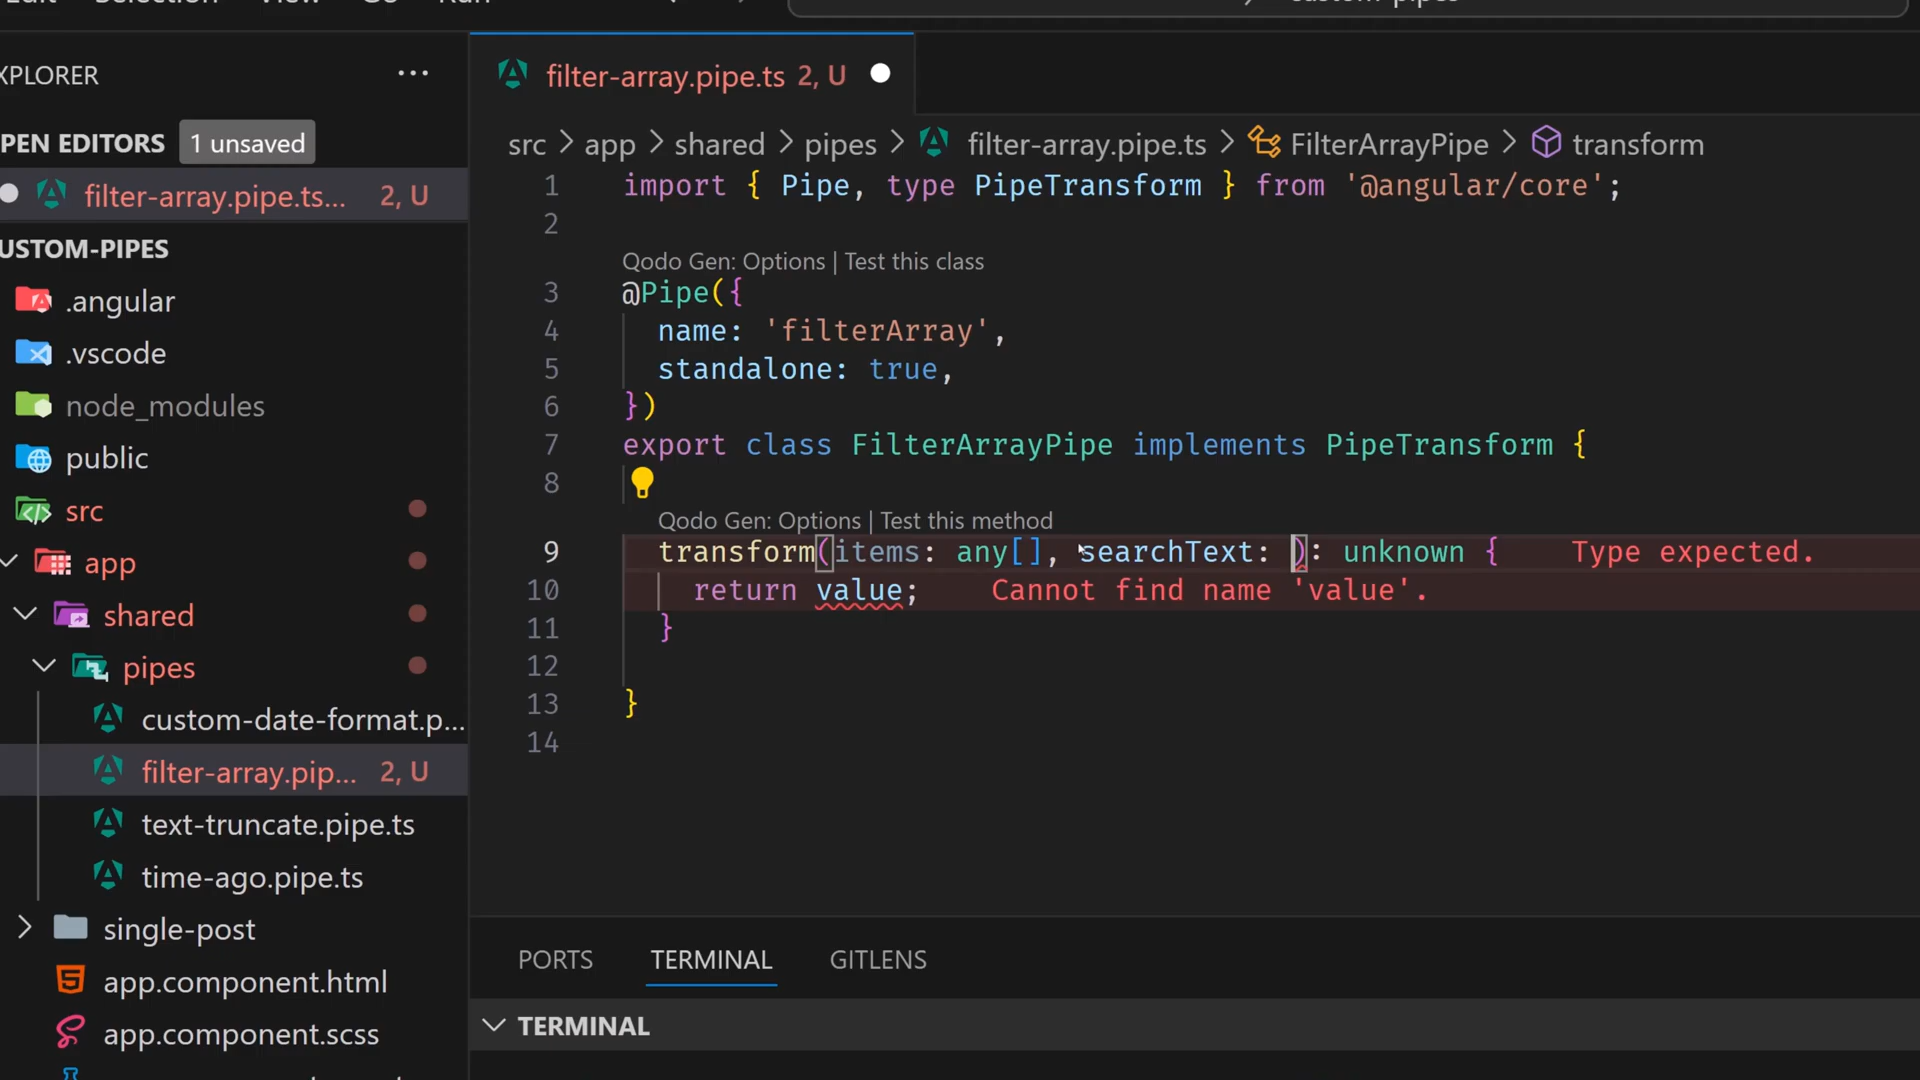 Selection
custom-pipes
XPLORER
PEN EDITORS 1 unsaved
filter-array.pipe.ts... 2, U
USTOM-PIPES
.angular
.vscode
node_modules
public
src
app
shared
pipes
custom-date-format.p...
filter-array.pip... 2, U
text-truncate.pipe.ts
time-ago.pipe.ts
single-post
app.component.html
app.component.scss
filter-array.pipe.ts 2, U
src > app > shared > pipes > filter-array.pipe.ts > FilterArrayPipe > transform
1 import { Pipe, type PipeTransform } from '@angular/core';
2
Qodo Gen: Options | Test this class
3 @Pipe({
4 name: 'filterArray',
5 standalone: true,
6 })
7 export class FilterArrayPipe implements PipeTransform {
8
Qodo Gen: Options | Test this method
9 transform(items: any[], searchText: ): unknown { Type expected.
10 return value; Cannot find name 'value'.
11 }
12
13 }
14
PORTS TERMINAL GITLENS
TERMINAL